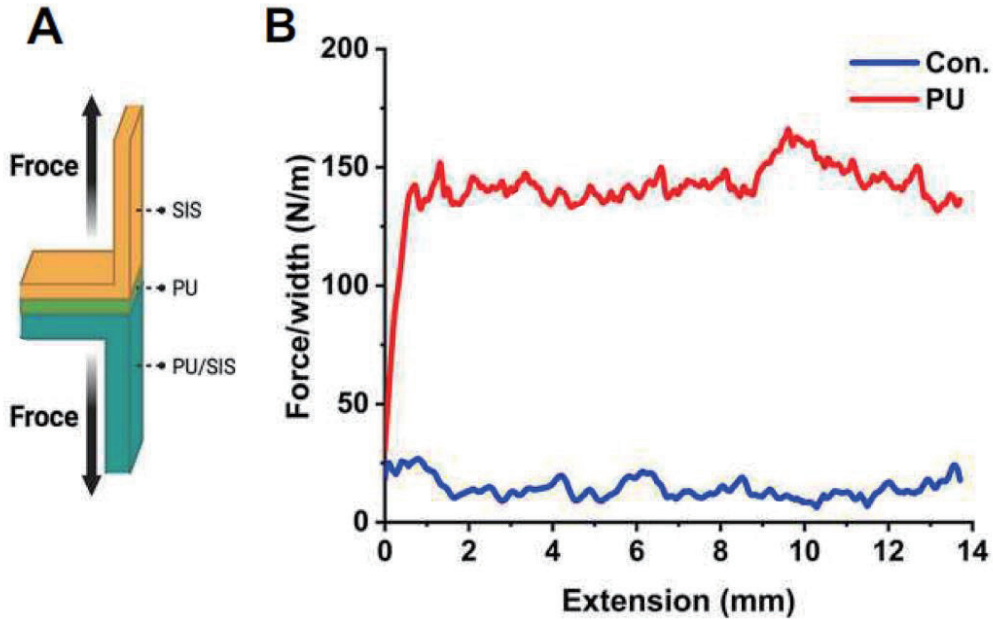 A
Froce
SIS
PU
PU/SIS
Froce
B
Force/width (N/m)
200
150
100
50
0
Con.
PU
0 2 4 6 8 10 12 14
Extension (mm)